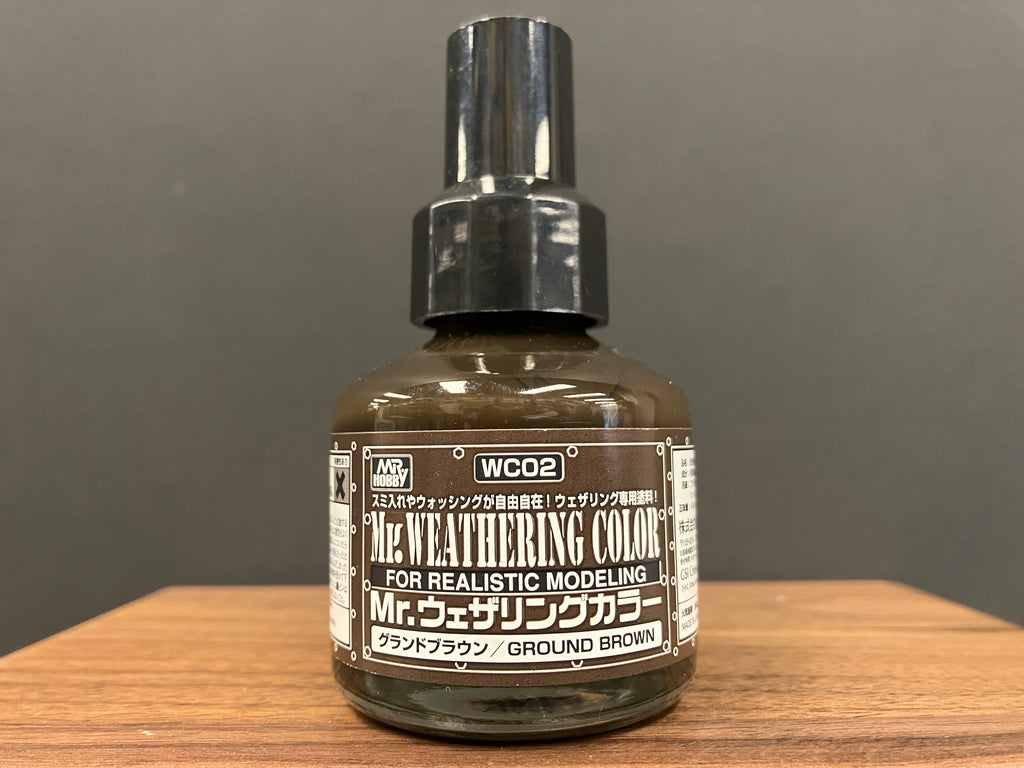 Mr. HOBBY
WC02
スミ入れやウォッシングが自由自在！ウェザリング専用塗料！
Mr. WEATHERING COLOR
FOR REALISTIC MODELING
Mr.ウェザリングカラー
グランドブラウン／GROUND BROWN